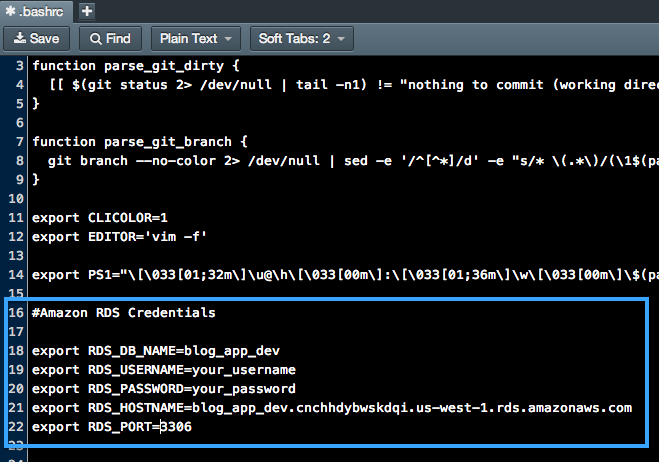 * .bashrc +
Save Find Plain Text Soft Tabs: 2
3 function parse_git_dirty {
4 [[ $(git status 2> /dev/null | tail -n1) != "nothing to commit (working direc
5 }
6
7 function parse_git_branch {
8 git branch --no-color 2> /dev/null | sed -e '/^[^*]/d' -e "s/* \(.*\)/(\1$(pa
9 }
10
11 export CLICOLOR=1
12 export EDITOR='vim -f'
13
14 export PS1="\[\033[01;32m\]\u@\h\[\033[00m\]:\[\033[01;36m\]\w\[\033[00m\]\$(pa
15
16 #Amazon RDS Credentials
17
18 export RDS_DB_NAME=blog_app_dev
19 export RDS_USERNAME=your_username
20 export RDS_PASSWORD=your_password
21 export RDS_HOSTNAME=blog_app_dev.cnchhdybwskdqi.us-west-1.rds.amazonaws.com
22 export RDS_PORT=3306
23